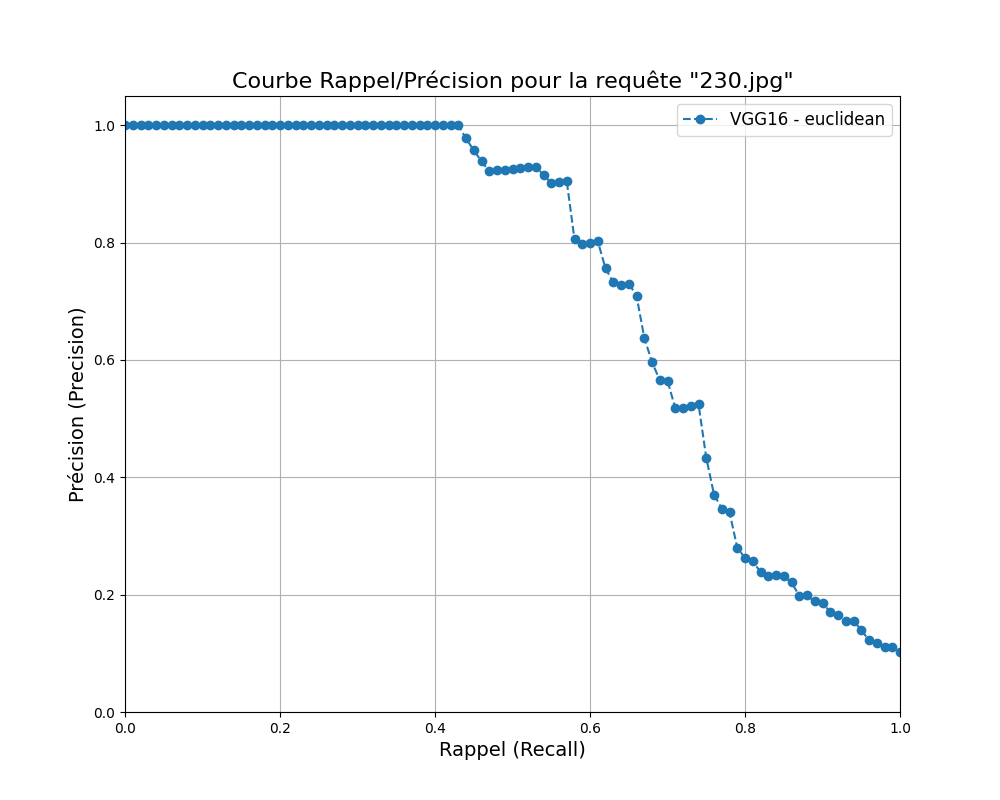 Courbe Rappel/Précision pour la requête "230.jpg"
VGG16 - euclidean
Précision (Precision)
1.0
0.8
0.6
0.4
0.2
0.0
0.0 0.2 0.4 0.6 0.8 1.0
Rappel (Recall)